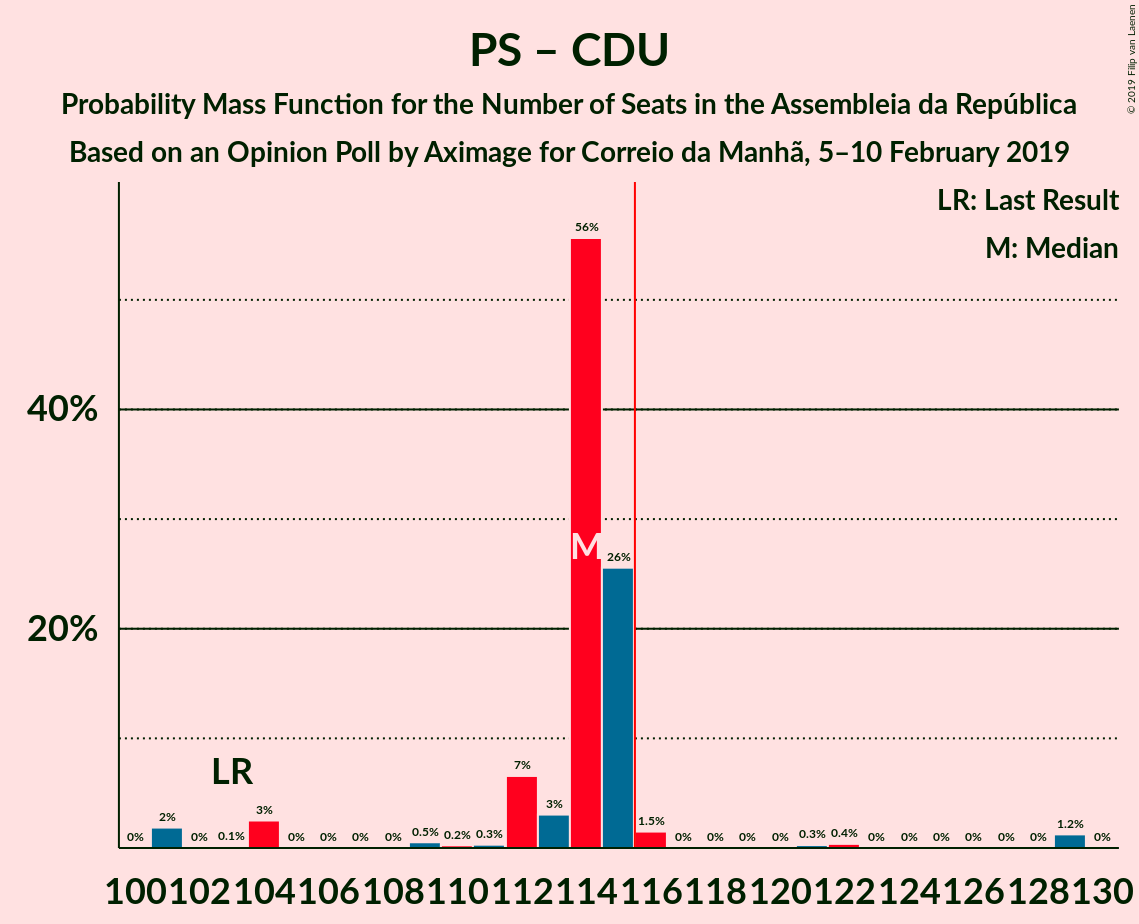 PS – CDU
Probability Mass Function for the Number of Seats in the Assembleia da República
Based on an Opinion Poll by Aximage for Correio da Manhã, 5–10 February 2019
© 2019 Filip van Laenen
LR: Last Result
M: Median
56%
40%
M
26%
20%
LR
0% 2% 0% 0.1% 3% 0% 0% 0% 0% 0.5% 0.2% 0.3% 7% 3% 1.5% 0% 0% 0% 0% 0.3% 0.4% 0% 0% 0% 0% 0% 0% 1.2% 0%
100 102 104 106 108 110 112 114 116 118 120 122 124 126 128 130